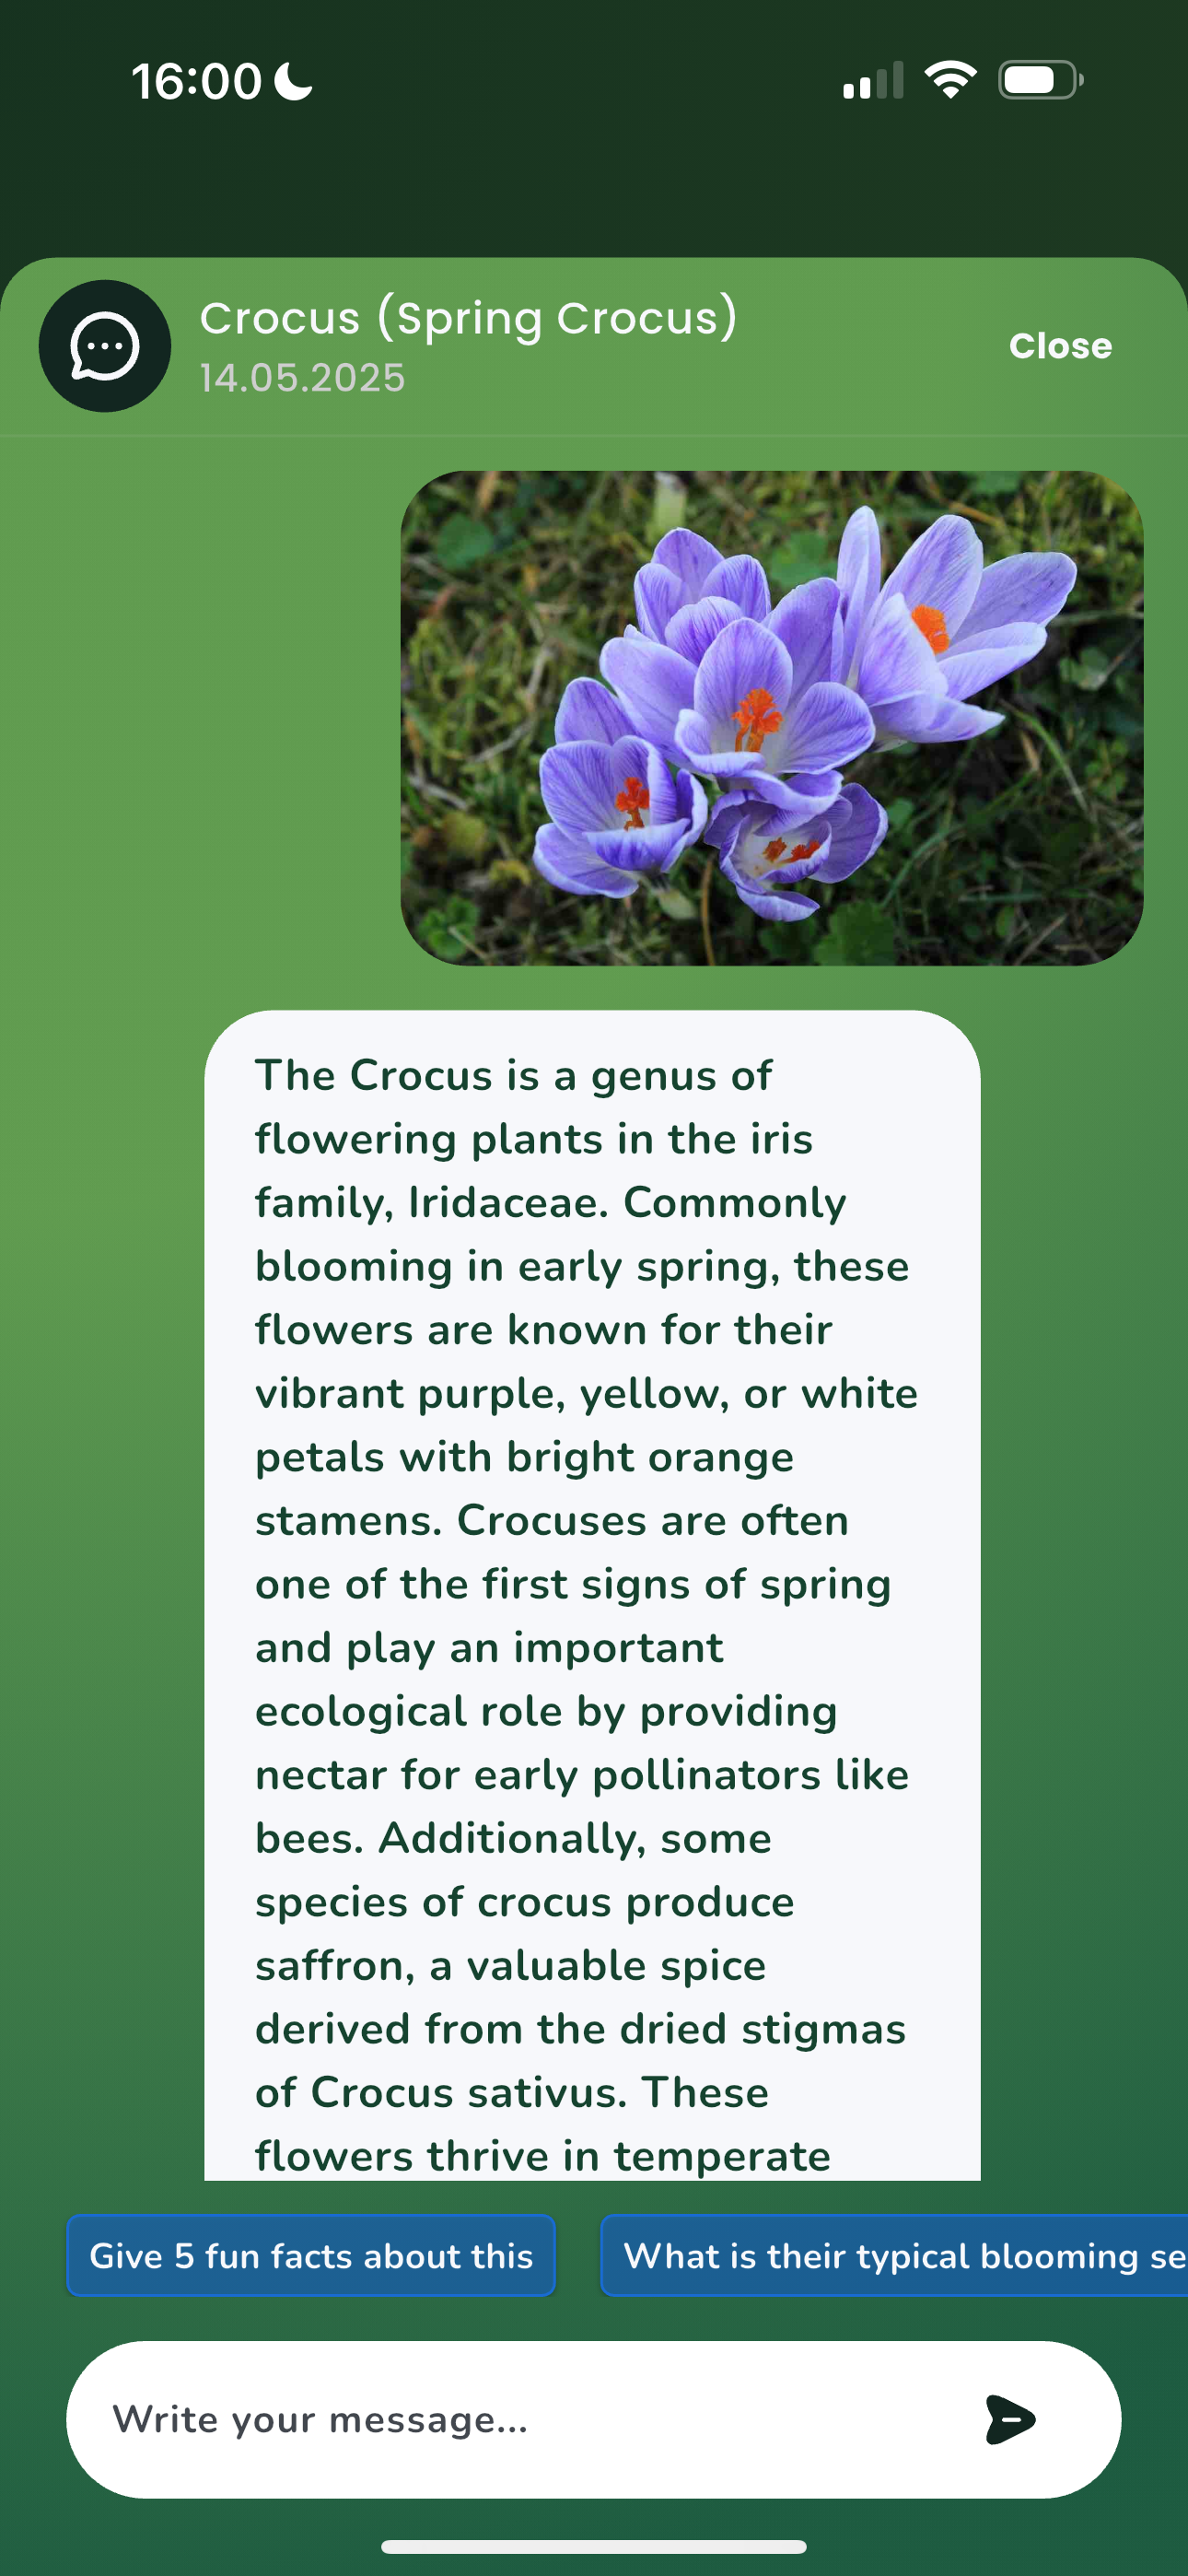 16:00
Crocus (Spring Crocus)
14.05.2025
Close
The Crocus is a genus of
flowering plants in the iris
family, Iridaceae. Commonly
blooming in early spring, these
flowers are known for their
vibrant purple, yellow, or white
petals with bright orange
stamens. Crocuses are often
one of the first signs of spring
and play an important
ecological role by providing
nectar for early pollinators like
bees. Additionally, some
species of crocus produce
saffron, a valuable spice
derived from the dried stigmas
of Crocus sativus. These
flowers thrive in temperate
Give 5 fun facts about this
What is their typical blooming se
Write your message...